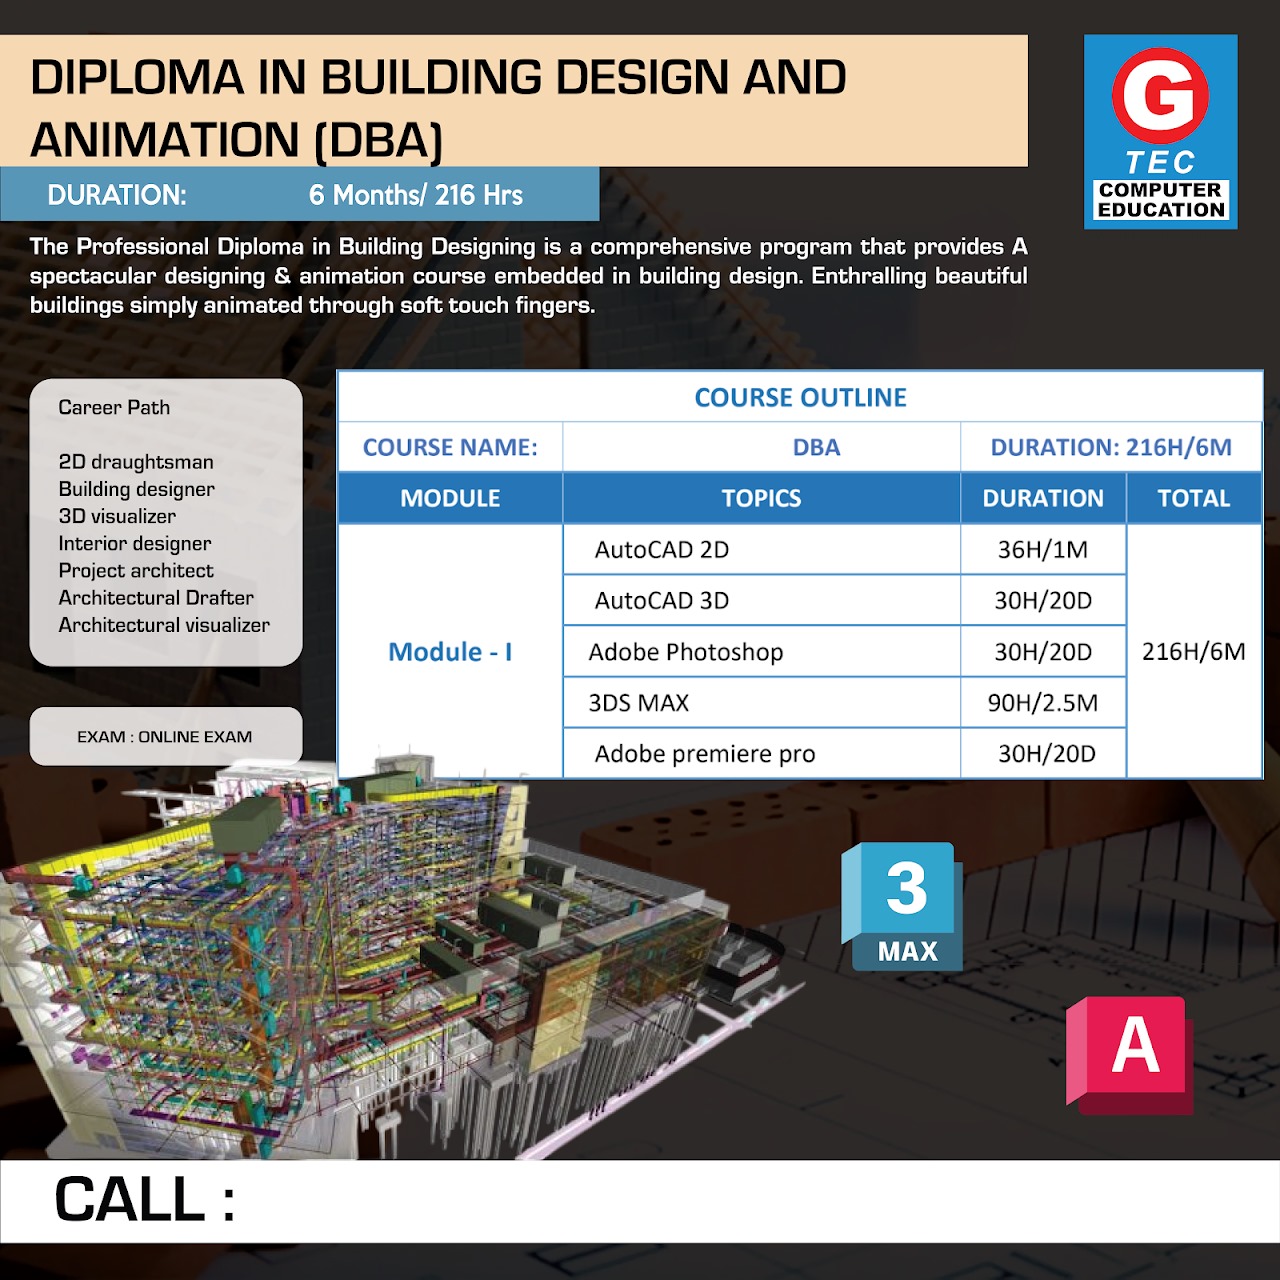 DIPLOMA IN BUILDING DESIGN AND
ANIMATION (DBA)
DURATION: 6 Months/ 216 Hrs
G
TEC
COMPUTER
EDUCATION
The Professional Diploma in Building Designing is a comprehensive program that provides A
spectacular designing & animation course embedded in building design. Enthralling beautiful
buildings simply animated through soft touch fingers.
Career Path
2D draughtsman
Building designer
3D visualizer
Interior designer
Project architect
Architectural Drafter
Architectural visualizer
EXAM : ONLINE EXAM
COURSE OUTLINE
COURSE NAME: DBA DURATION: 216H/6M
MODULE TOPICS DURATION TOTAL
AutoCAD 2D 36H/1M
AutoCAD 3D 30H/20D
Module - I Adobe Photoshop 30H/20D 216H/6M
3DS MAX 90H/2.5M
Adobe premiere pro 30H/20D
3
MAX
A
CALL :